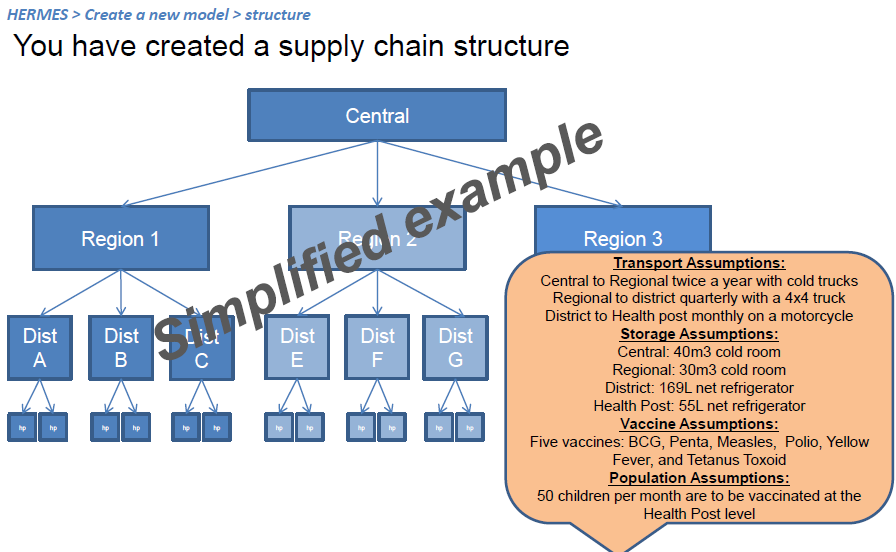 HERMES > Create a new model > structure
You have created a supply chain structure
Central
Simplified example
Region 1
Region 2
Region 3
Dist A
Dist B
Dist C
Dist E
Dist F
Dist G
hp
hp
hp
hp
hp
hp
hp
hp
hp
hp
hp
hp
Transport Assumptions:
Central to Regional twice a year with cold trucks
Regional to district quarterly with a 4x4 truck
District to Health post monthly on a motorcycle
Storage Assumptions:
Central: 40m3 cold room
Regional: 30m3 cold room
District: 169L net refrigerator
Health Post: 55L net refrigerator
Vaccine Assumptions:
Five vaccines: BCG, Penta, Measles, Polio, Yellow
Fever, and Tetanus Toxoid
Population Assumptions:
50 children per month are to be vaccinated at the
Health Post level